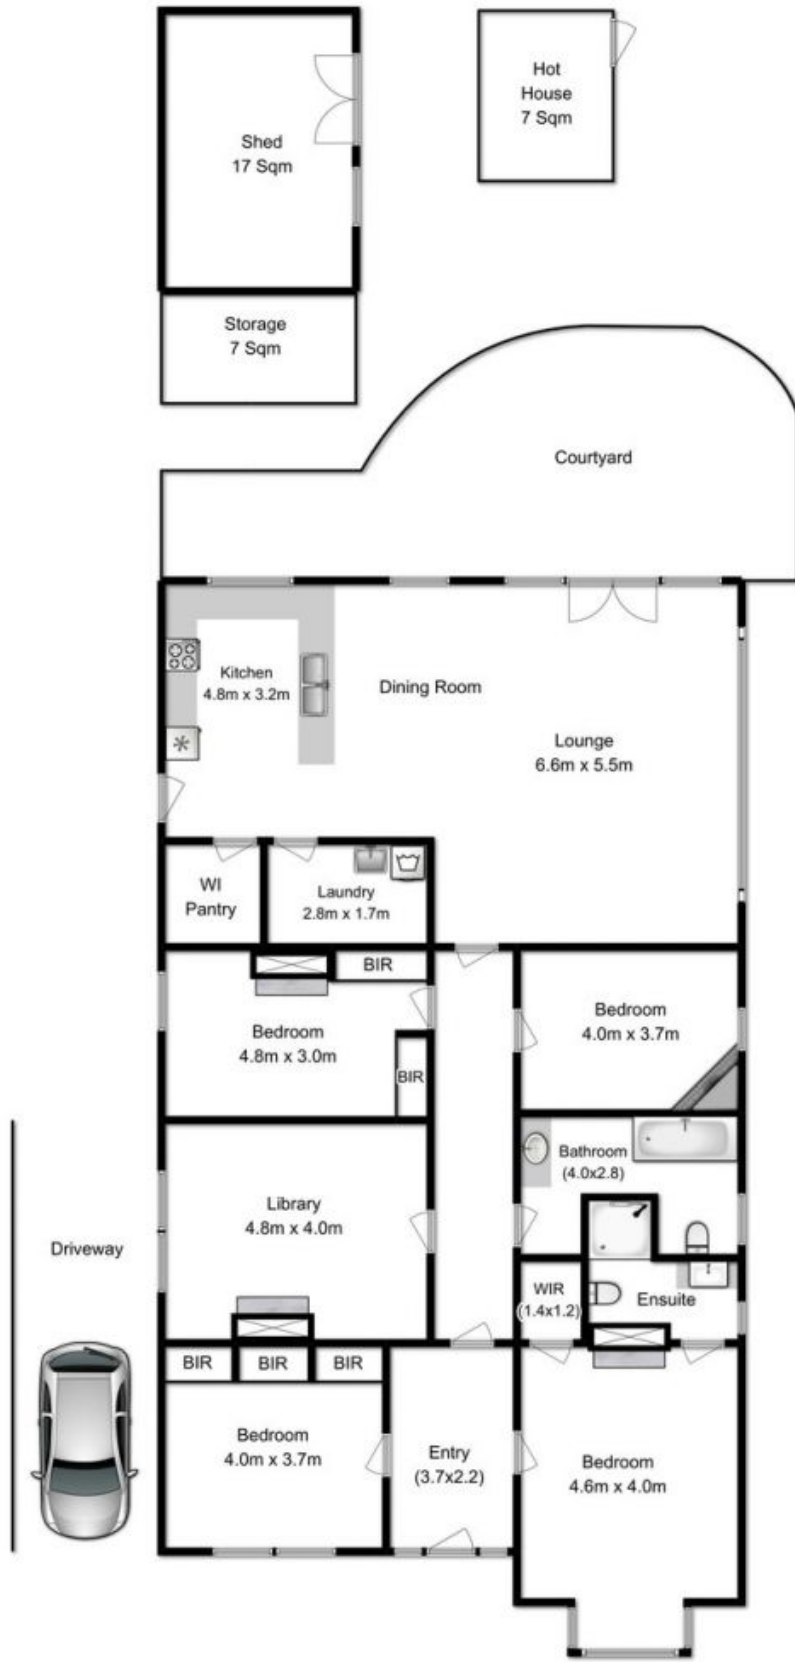 Hot
House
7 Sqm
Shed
17 Sqm
Storage
7 Sqm
Courtyard
Kitchen
4.8m x 3.2m
Dining Room
Lounge
6.6m x 5.5m
WI
Pantry
Laundry
2.8m x 1.7m
BIR
Bedroom
4.8m x 3.0m
BIR
Bedroom
4.0m x 3.7m
Bathroom
(4.0x2.8)
Library
4.8m x 4.0m
Driveway
WIR
(1.4x1.2)
Ensuite
BIR
BIR
BIR
Bedroom
4.0m x 3.7m
Entry
(3.7x2.2)
Bedroom
4.6m x 4.0m